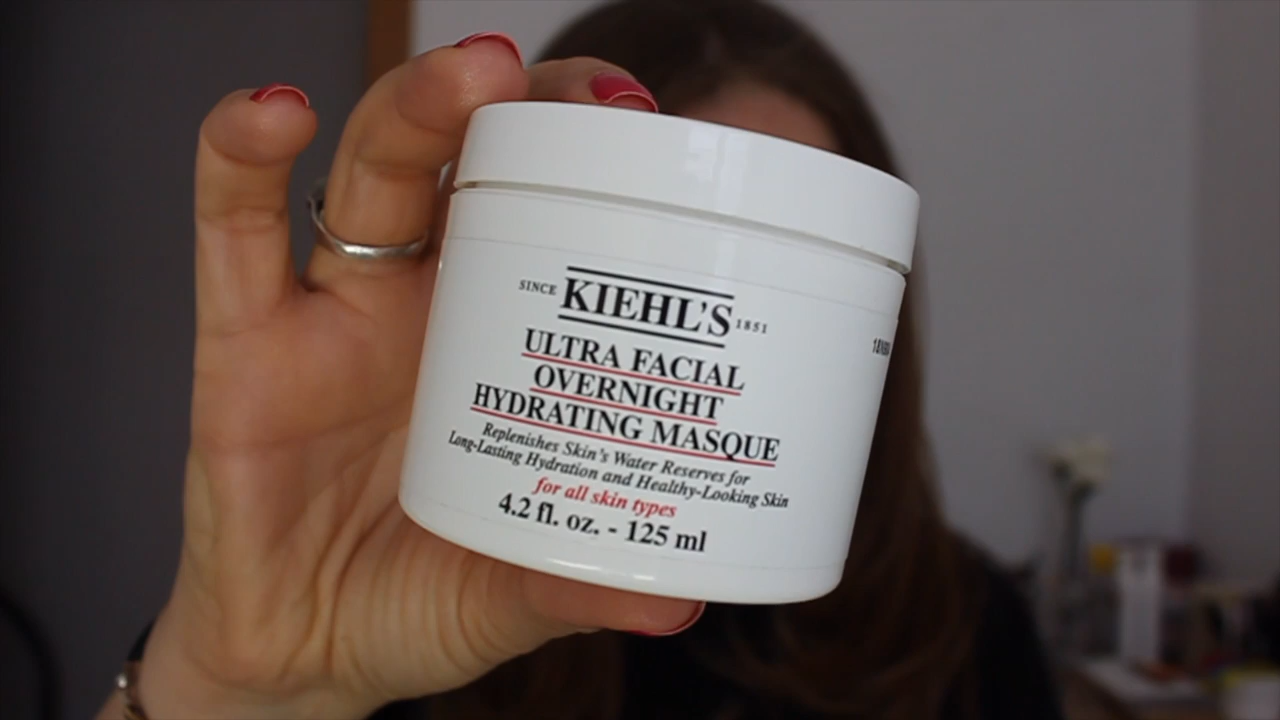 SINCE KIEHL'S 1851
ULTRA FACIAL
OVERNIGHT
HYDRATING MASQUE
Replenishes Skin's Water Reserves for
Long-Lasting Hydration and Healthy-Looking Skin
for all skin types
4.2 fl. oz. - 125 ml